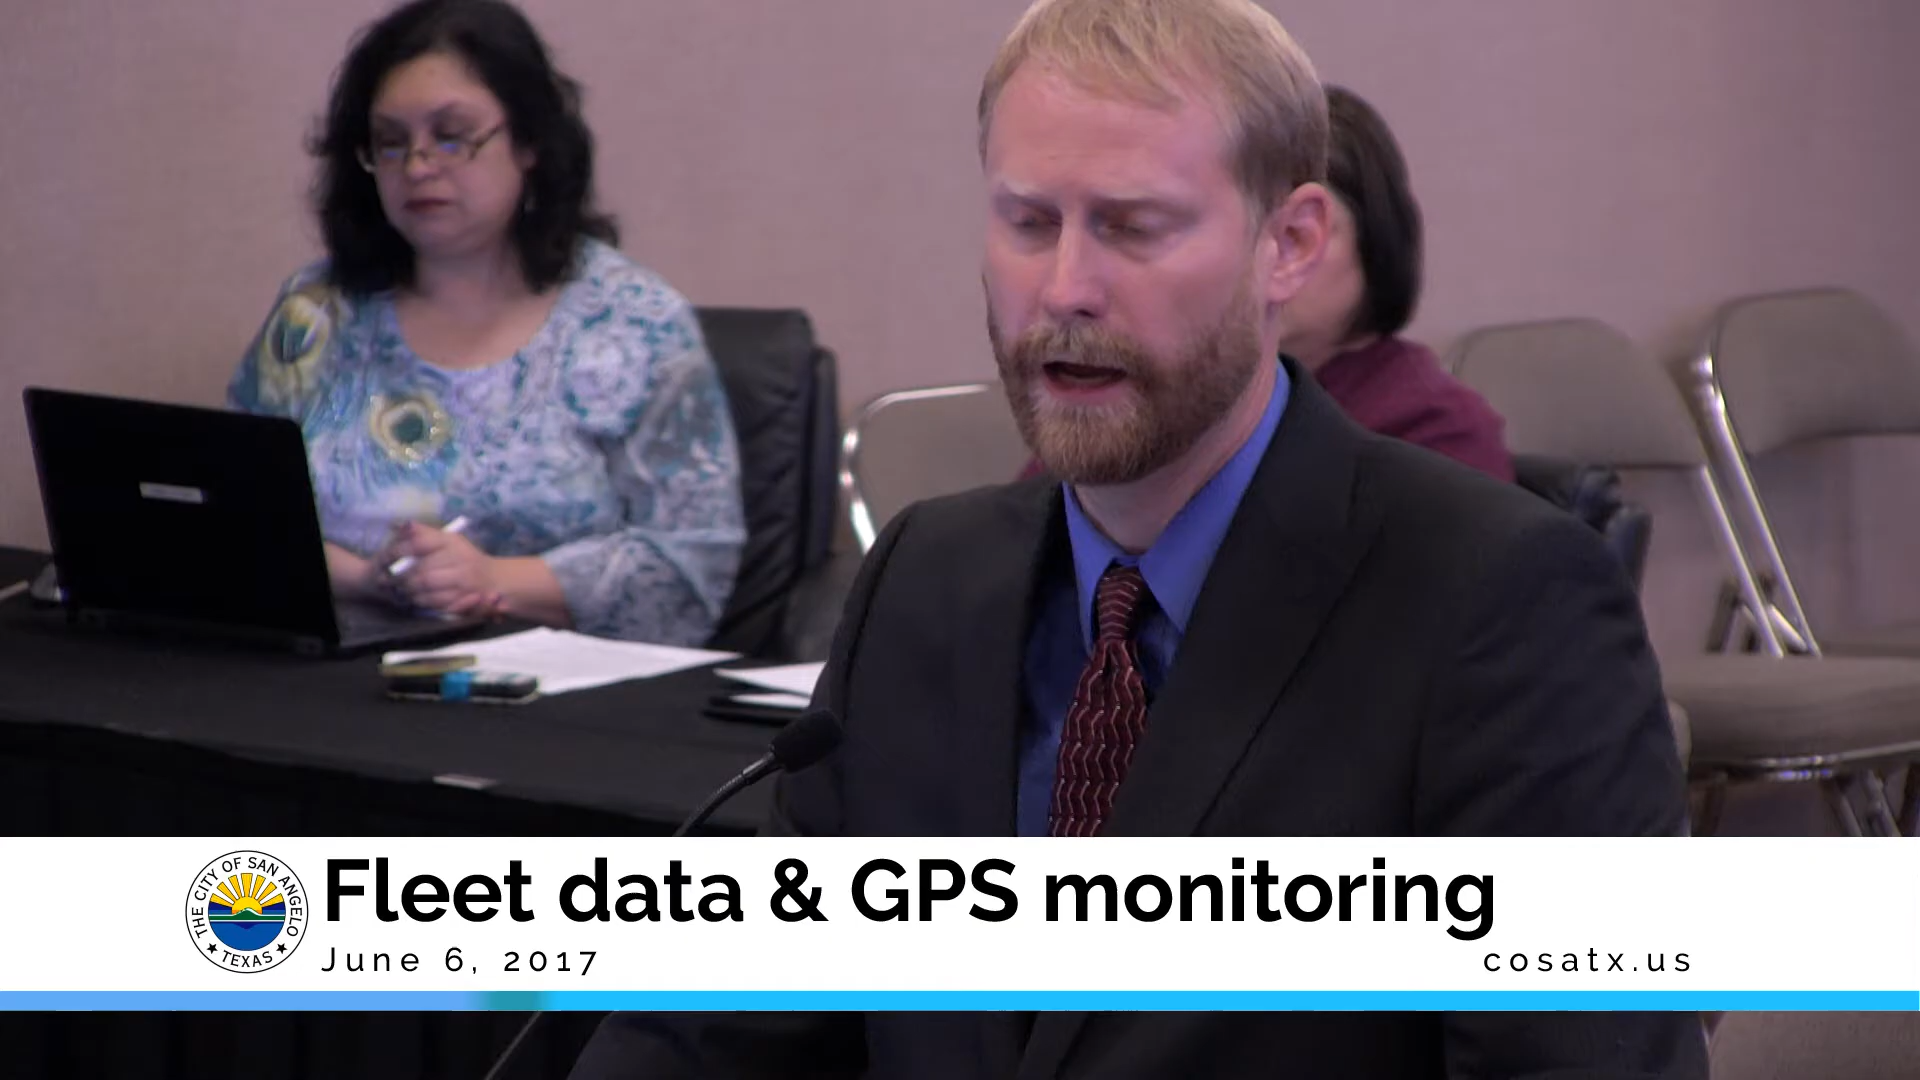 THE CITY OF SAN ANGELO
TEXAS
Fleet data & GPS monitoring
June 6, 2017
cosatx.us